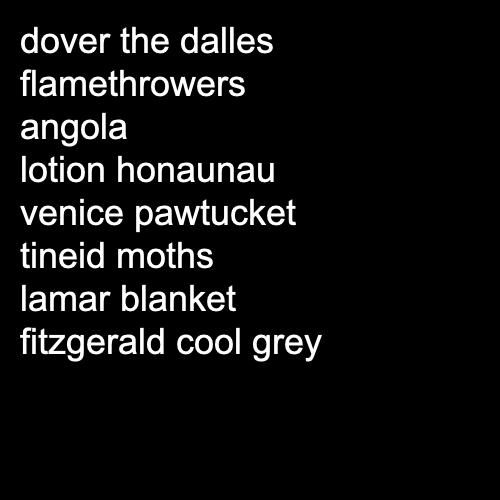 dover the dalles
flamethrowers
angola
lotion honaunau
venice pawtucket
tineid moths
lamar blanket
fitzgerald cool grey